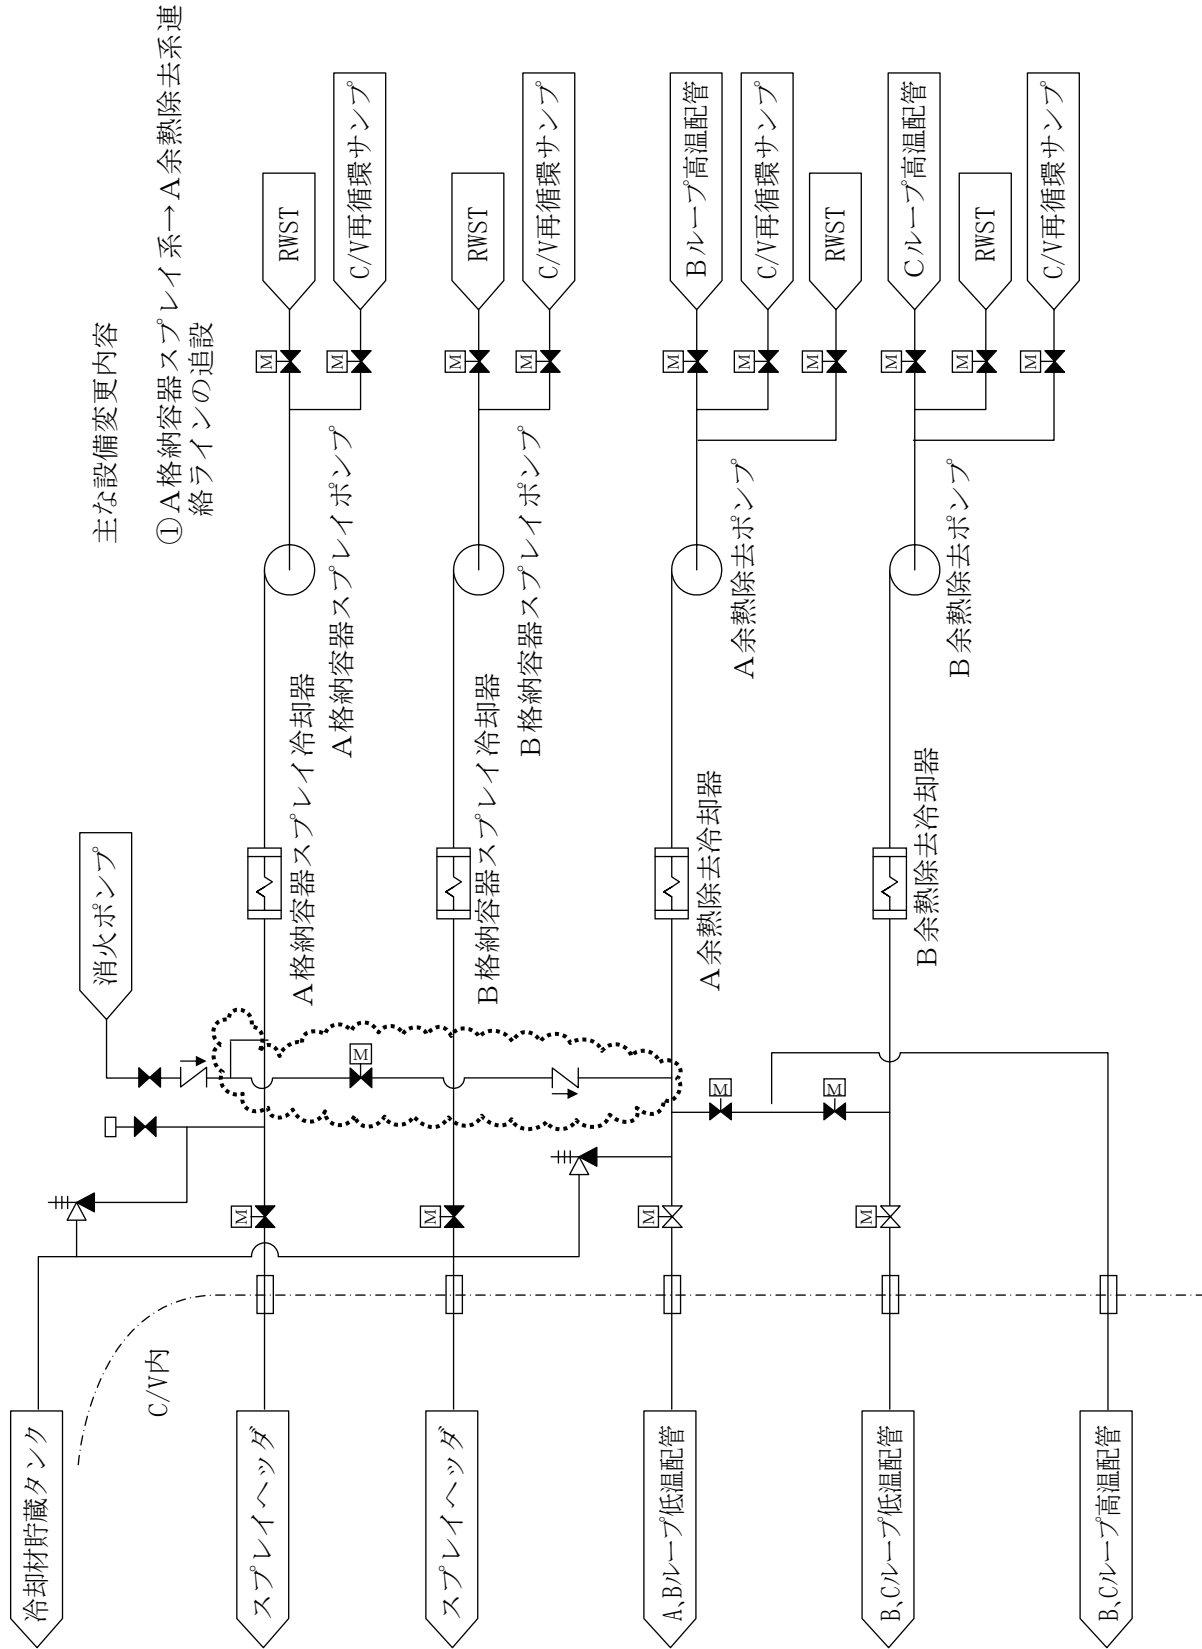 主な設備変更内容
①A格納容器スプレイ系→A余熱除去系連
絡ラインの追設
冷却材貯蔵タンク
消火ポンプ
C/V内
スプレイヘッダ
M
A格納容器スプレイ冷却器
A格納容器スプレイポンプ
M
RWST
M
C/V再循環サンプ
M
スプレイヘッダ
M
B格納容器スプレイ冷却器
B格納容器スプレイポンプ
M
RWST
M
C/V再循環サンプ
A,Bループ低温配管
M
A余熱除去冷却器
A余熱除去ポンプ
M
Bループ高温配管
M
C/V再循環サンプ
M
RWST
M
M
B,Cループ低温配管
M
B余熱除去冷却器
B余熱除去ポンプ
M
Cループ高温配管
M
RWST
M
C/V再循環サンプ
B,Cループ高温配管